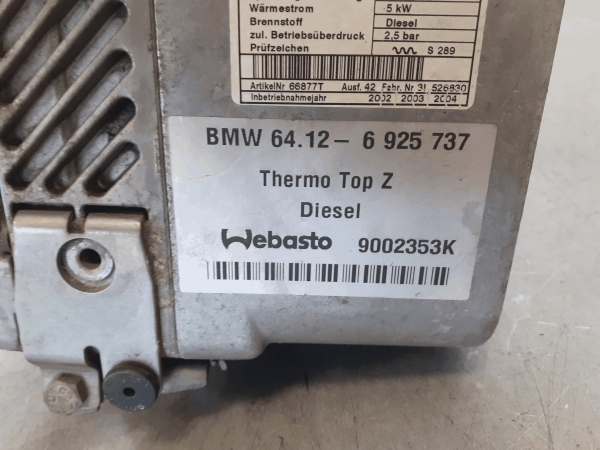 Wärmestrom 5 kW
Brennstoff Diesel
zul. Betriebsüberdruck 2,5 bar
Prüfzeichen S 289
ArtikelNr 66877T Ausf. 42 Fabr. Nr 31 526830
Inbetriebnahmejahr 2002 2003 2004
BMW 64.12- 6 925 737
Thermo Top Z
Diesel
Webasto 9002353K